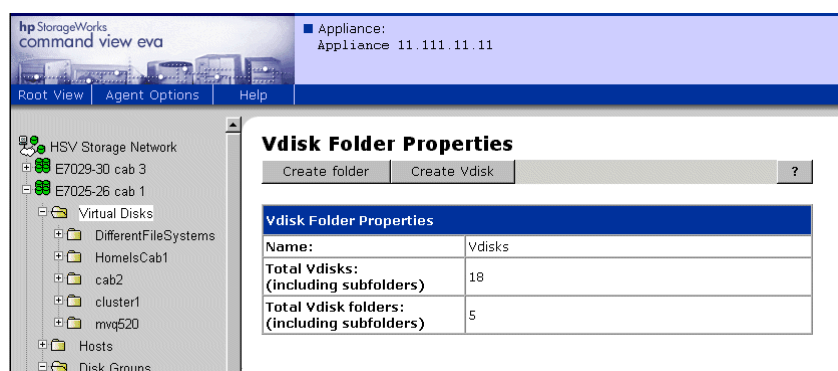 hp StorageWorks
command view eva
Appliance:
Appliance 11.111.11.11
Root View Agent Options Help
HSV Storage Network
E7029-30 cab 3
E7025-26 cab 1
Virtual Disks
DifferentFileSystems
HomelsCab1
cab2
cluster1
mvq520
Hosts
Disk Groups
Vdisk Folder Properties
Create folder Create Vdisk ?
Vdisk Folder Properties
Name: Vdisks
Total Vdisks:
(including subfolders) 18
Total Vdisk folders:
(including subfolders) 5